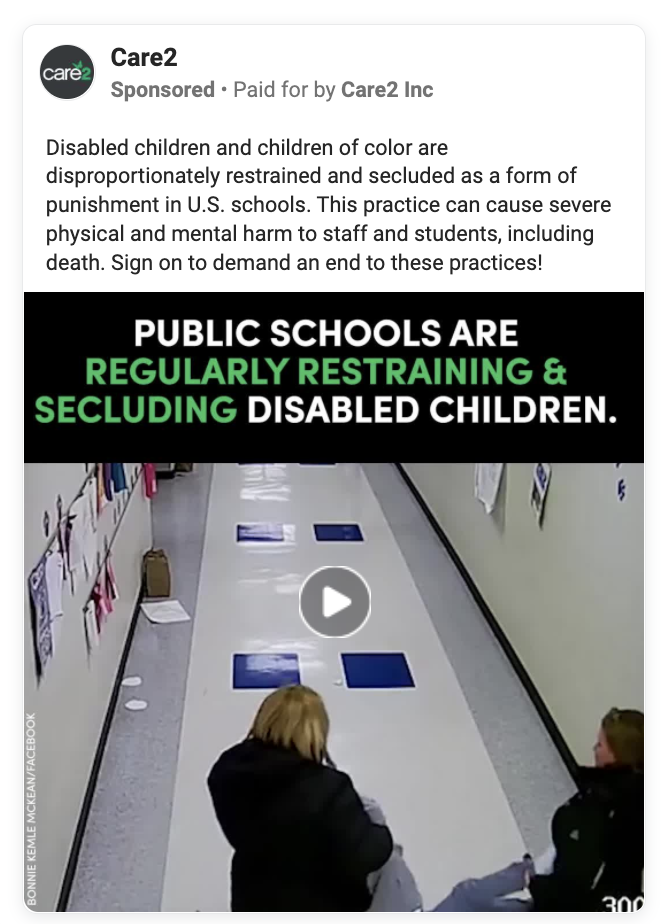 care2
Care2
Sponsored • Paid for by Care2 Inc
Disabled children and children of color are
disproportionately restrained and secluded as a form of
punishment in U.S. schools. This practice can cause severe
physical and mental harm to staff and students, including
death. Sign on to demand an end to these practices!
PUBLIC SCHOOLS ARE
REGULARLY RESTRAINING &
SECLUDING DISABLED CHILDREN.
BONNIE KEMLE MCKEAN/FACEBOOK
300